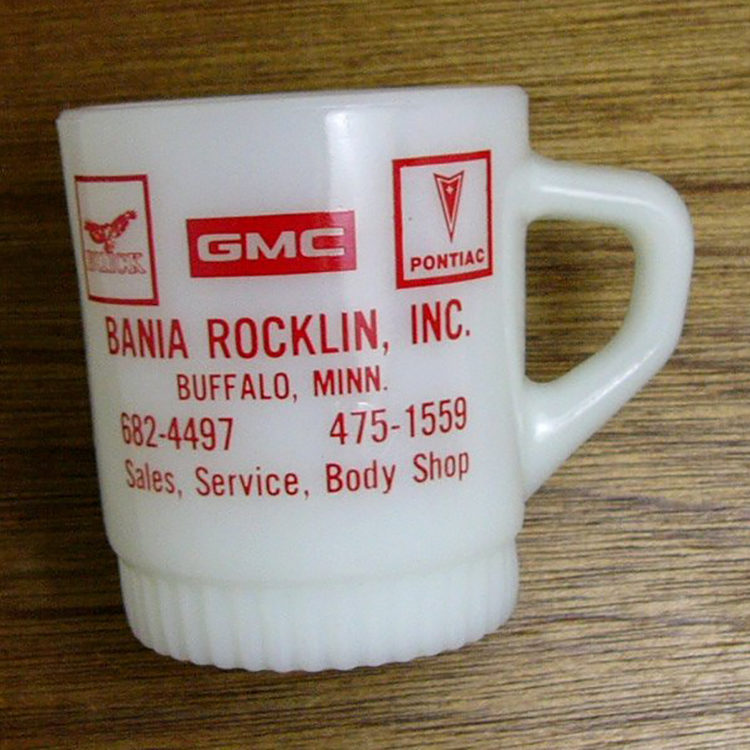 BUICK
GMC
PONTIAC
BANIA ROCKLIN, INC.
BUFFALO, MINN.
682-4497 475-1559
Sales, Service, Body Shop